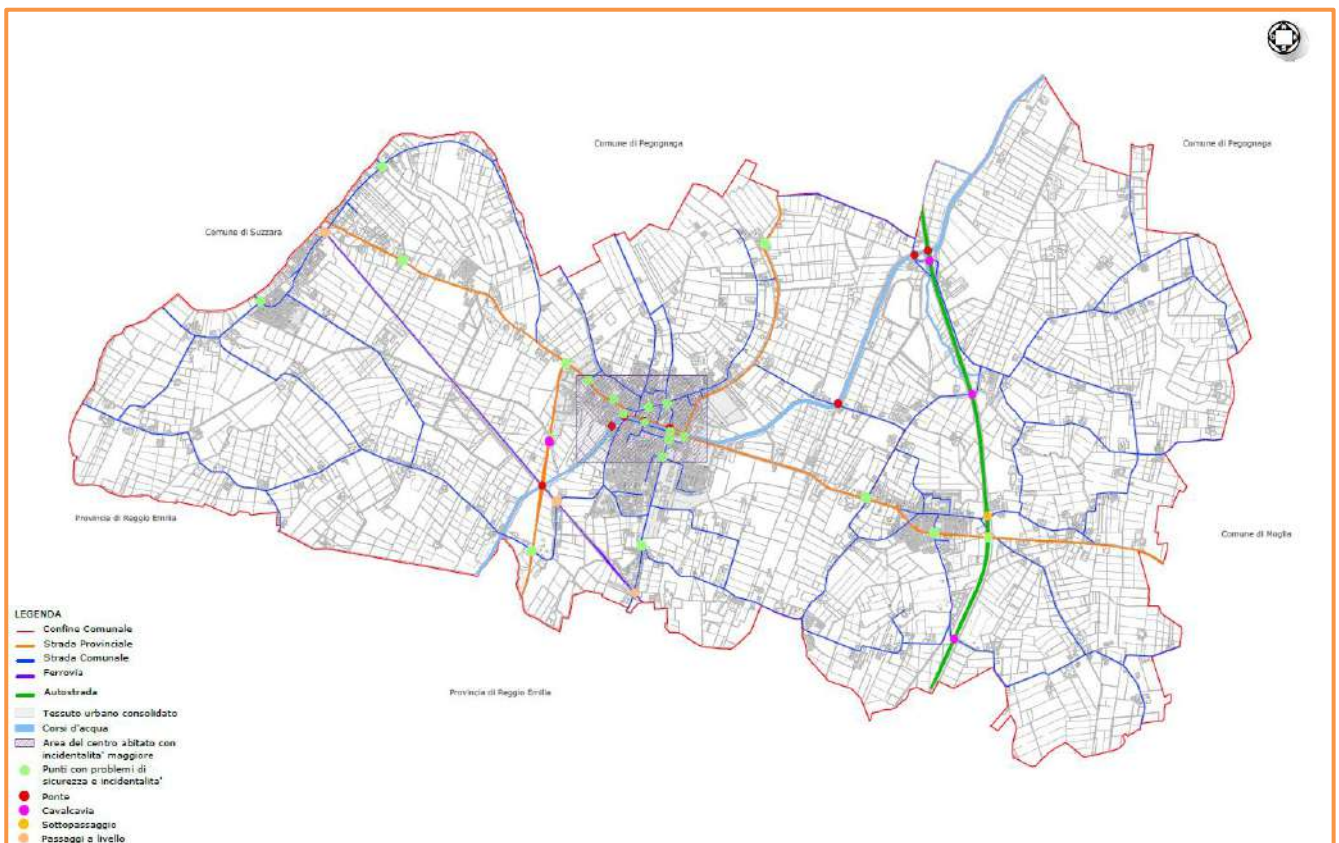 Comune di Pegognaga
Comune di Pegognaga
Comune di Suzzara
Provincia di Reggio Emilia
Comune di Moglia
Provincia di Reggio Emilia
LEGENDA
Confine Comunale
Strada Provinciale
Strada Comunale
Ferrovia
Autostrada
Tessuto urbano consolidato
Corsi d'acqua
Area del centro abitato con
incidentalita' maggiore
Punti con problemi di
sicurezza e incidentalita'
Ponte
Cavalcavia
Sottopassaggio
Passaggi a livello